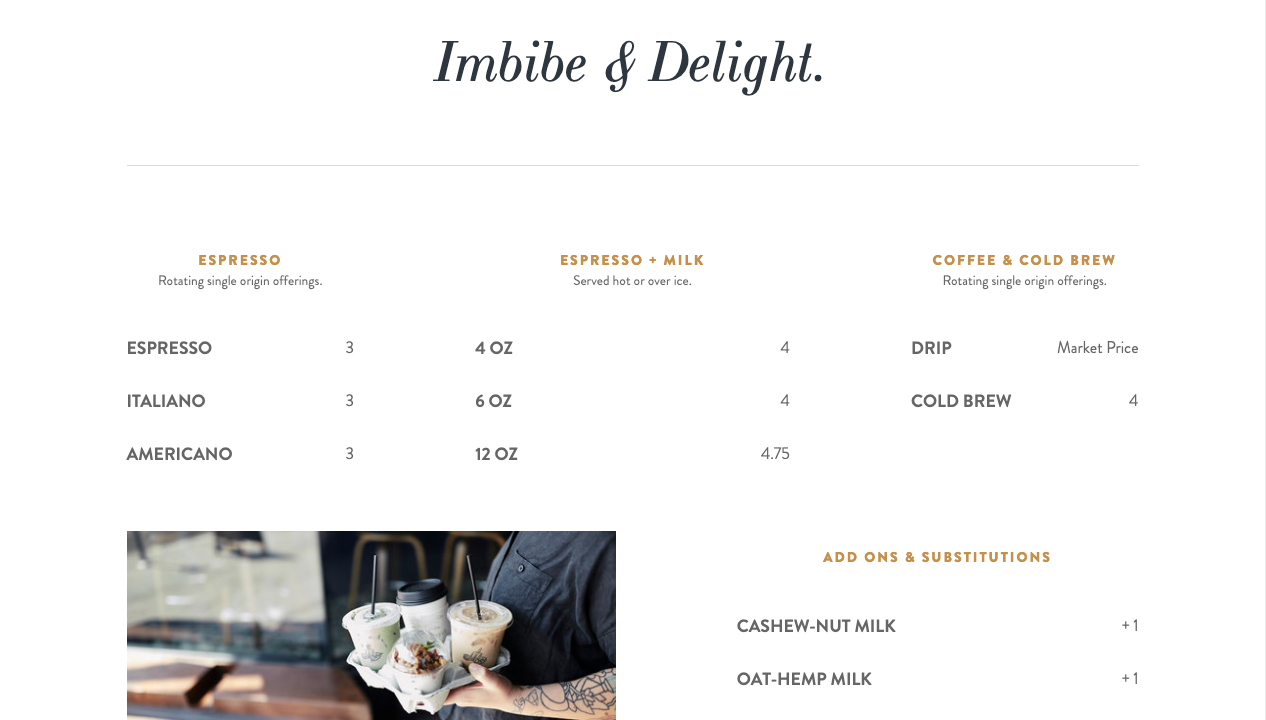 Imbibe & Delight.
ESPRESSO
Rotating single origin offerings.
ESPRESSO 3
ITALIANO 3
AMERICANO 3
ESPRESSO + MILK
Served hot or over ice.
4 OZ 4
6 OZ 4
12 OZ 4.75
COFFEE & COLD BREW
Rotating single origin offerings.
DRIP Market Price
COLD BREW 4
ADD ONS & SUBSTITUTIONS
CASHEW-NUT MILK +1
OAT-HEMP MILK +1